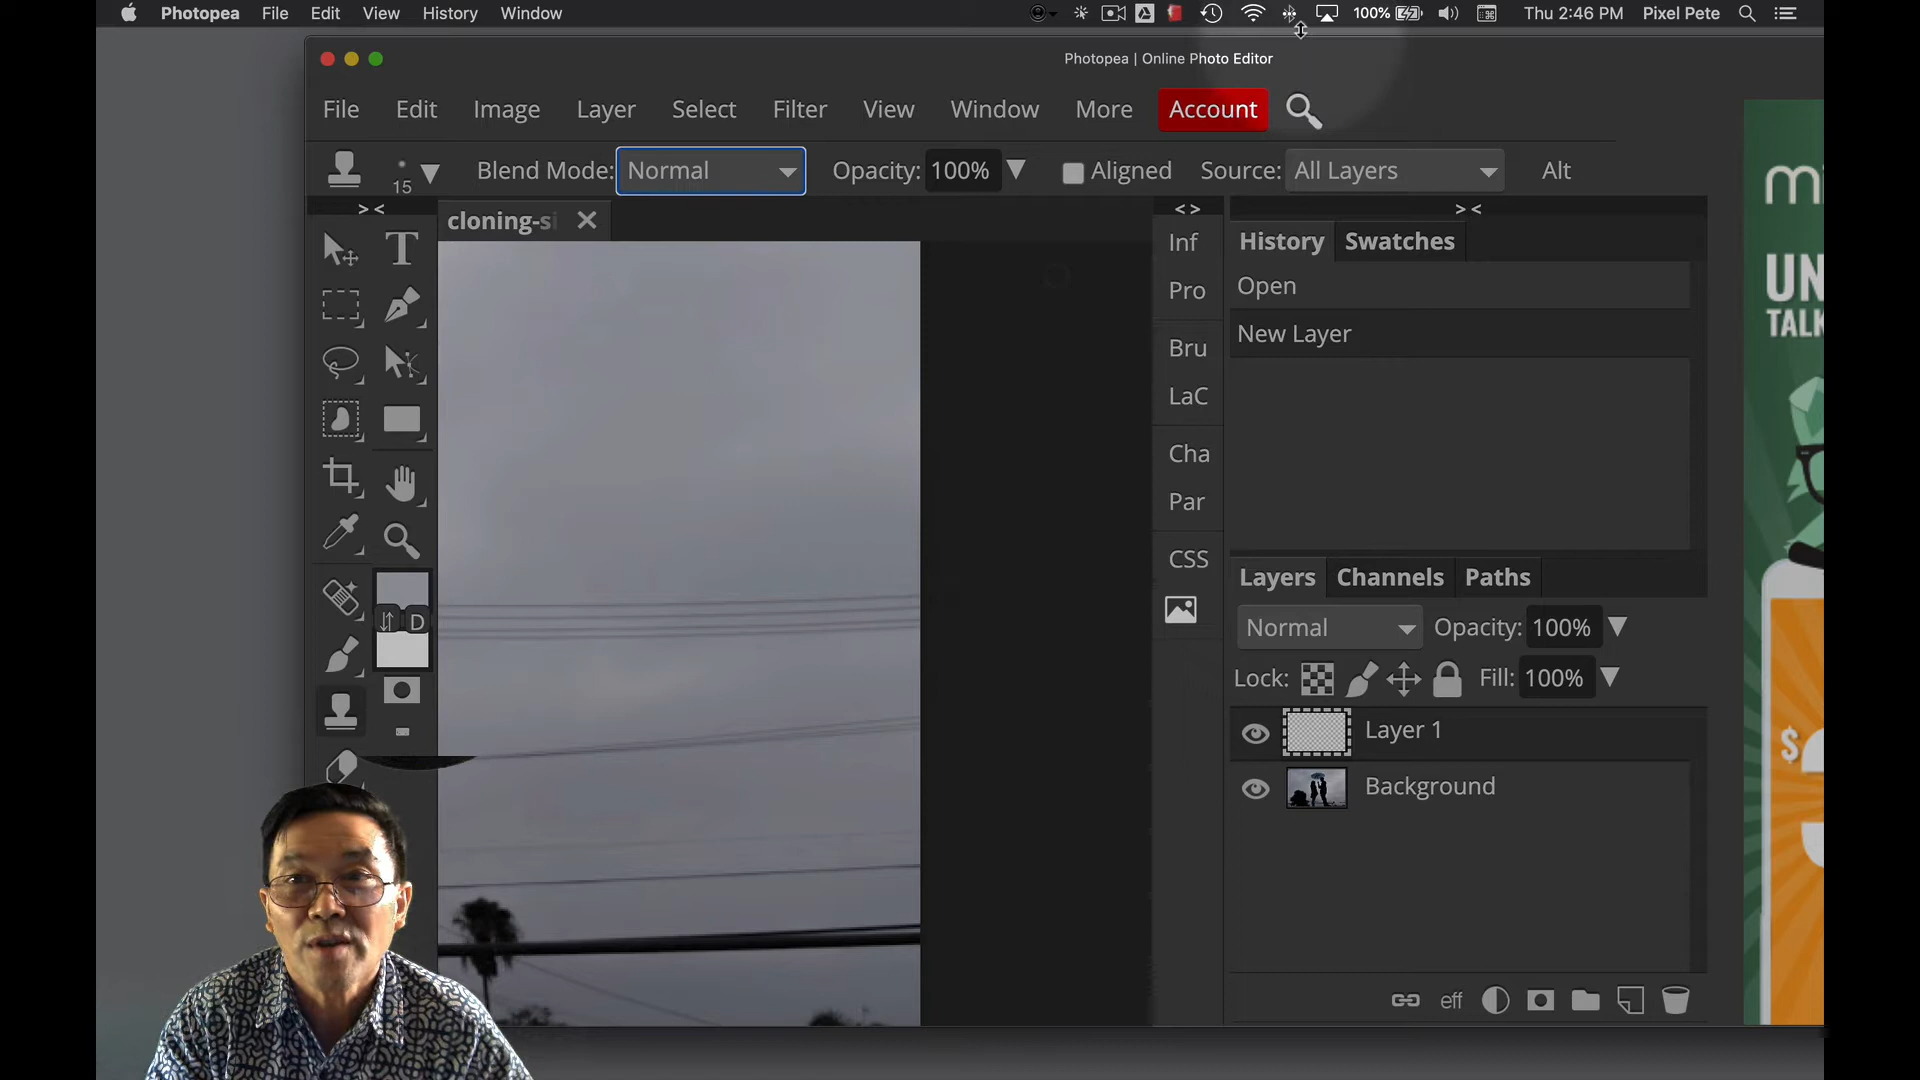 Photopea File Edit View History Window 100% Thu 2:46 PM Pixel Pete
Photopea | Online Photo Editor
File Edit Image Layer Select Filter View Window More Account
15 Blend Mode: Normal Opacity: 100% Aligned Source: All Layers Alt
> < < > > <
cloning-si
T
Inf
Pro
Bru
LaC
Cha
Par
CSS
D
History Swatches
Open
New Layer
Layers Channels Paths
Normal Opacity: 100%
Lock: Fill: 100%
Layer 1
Background
eff
mi
UN
TALK
$